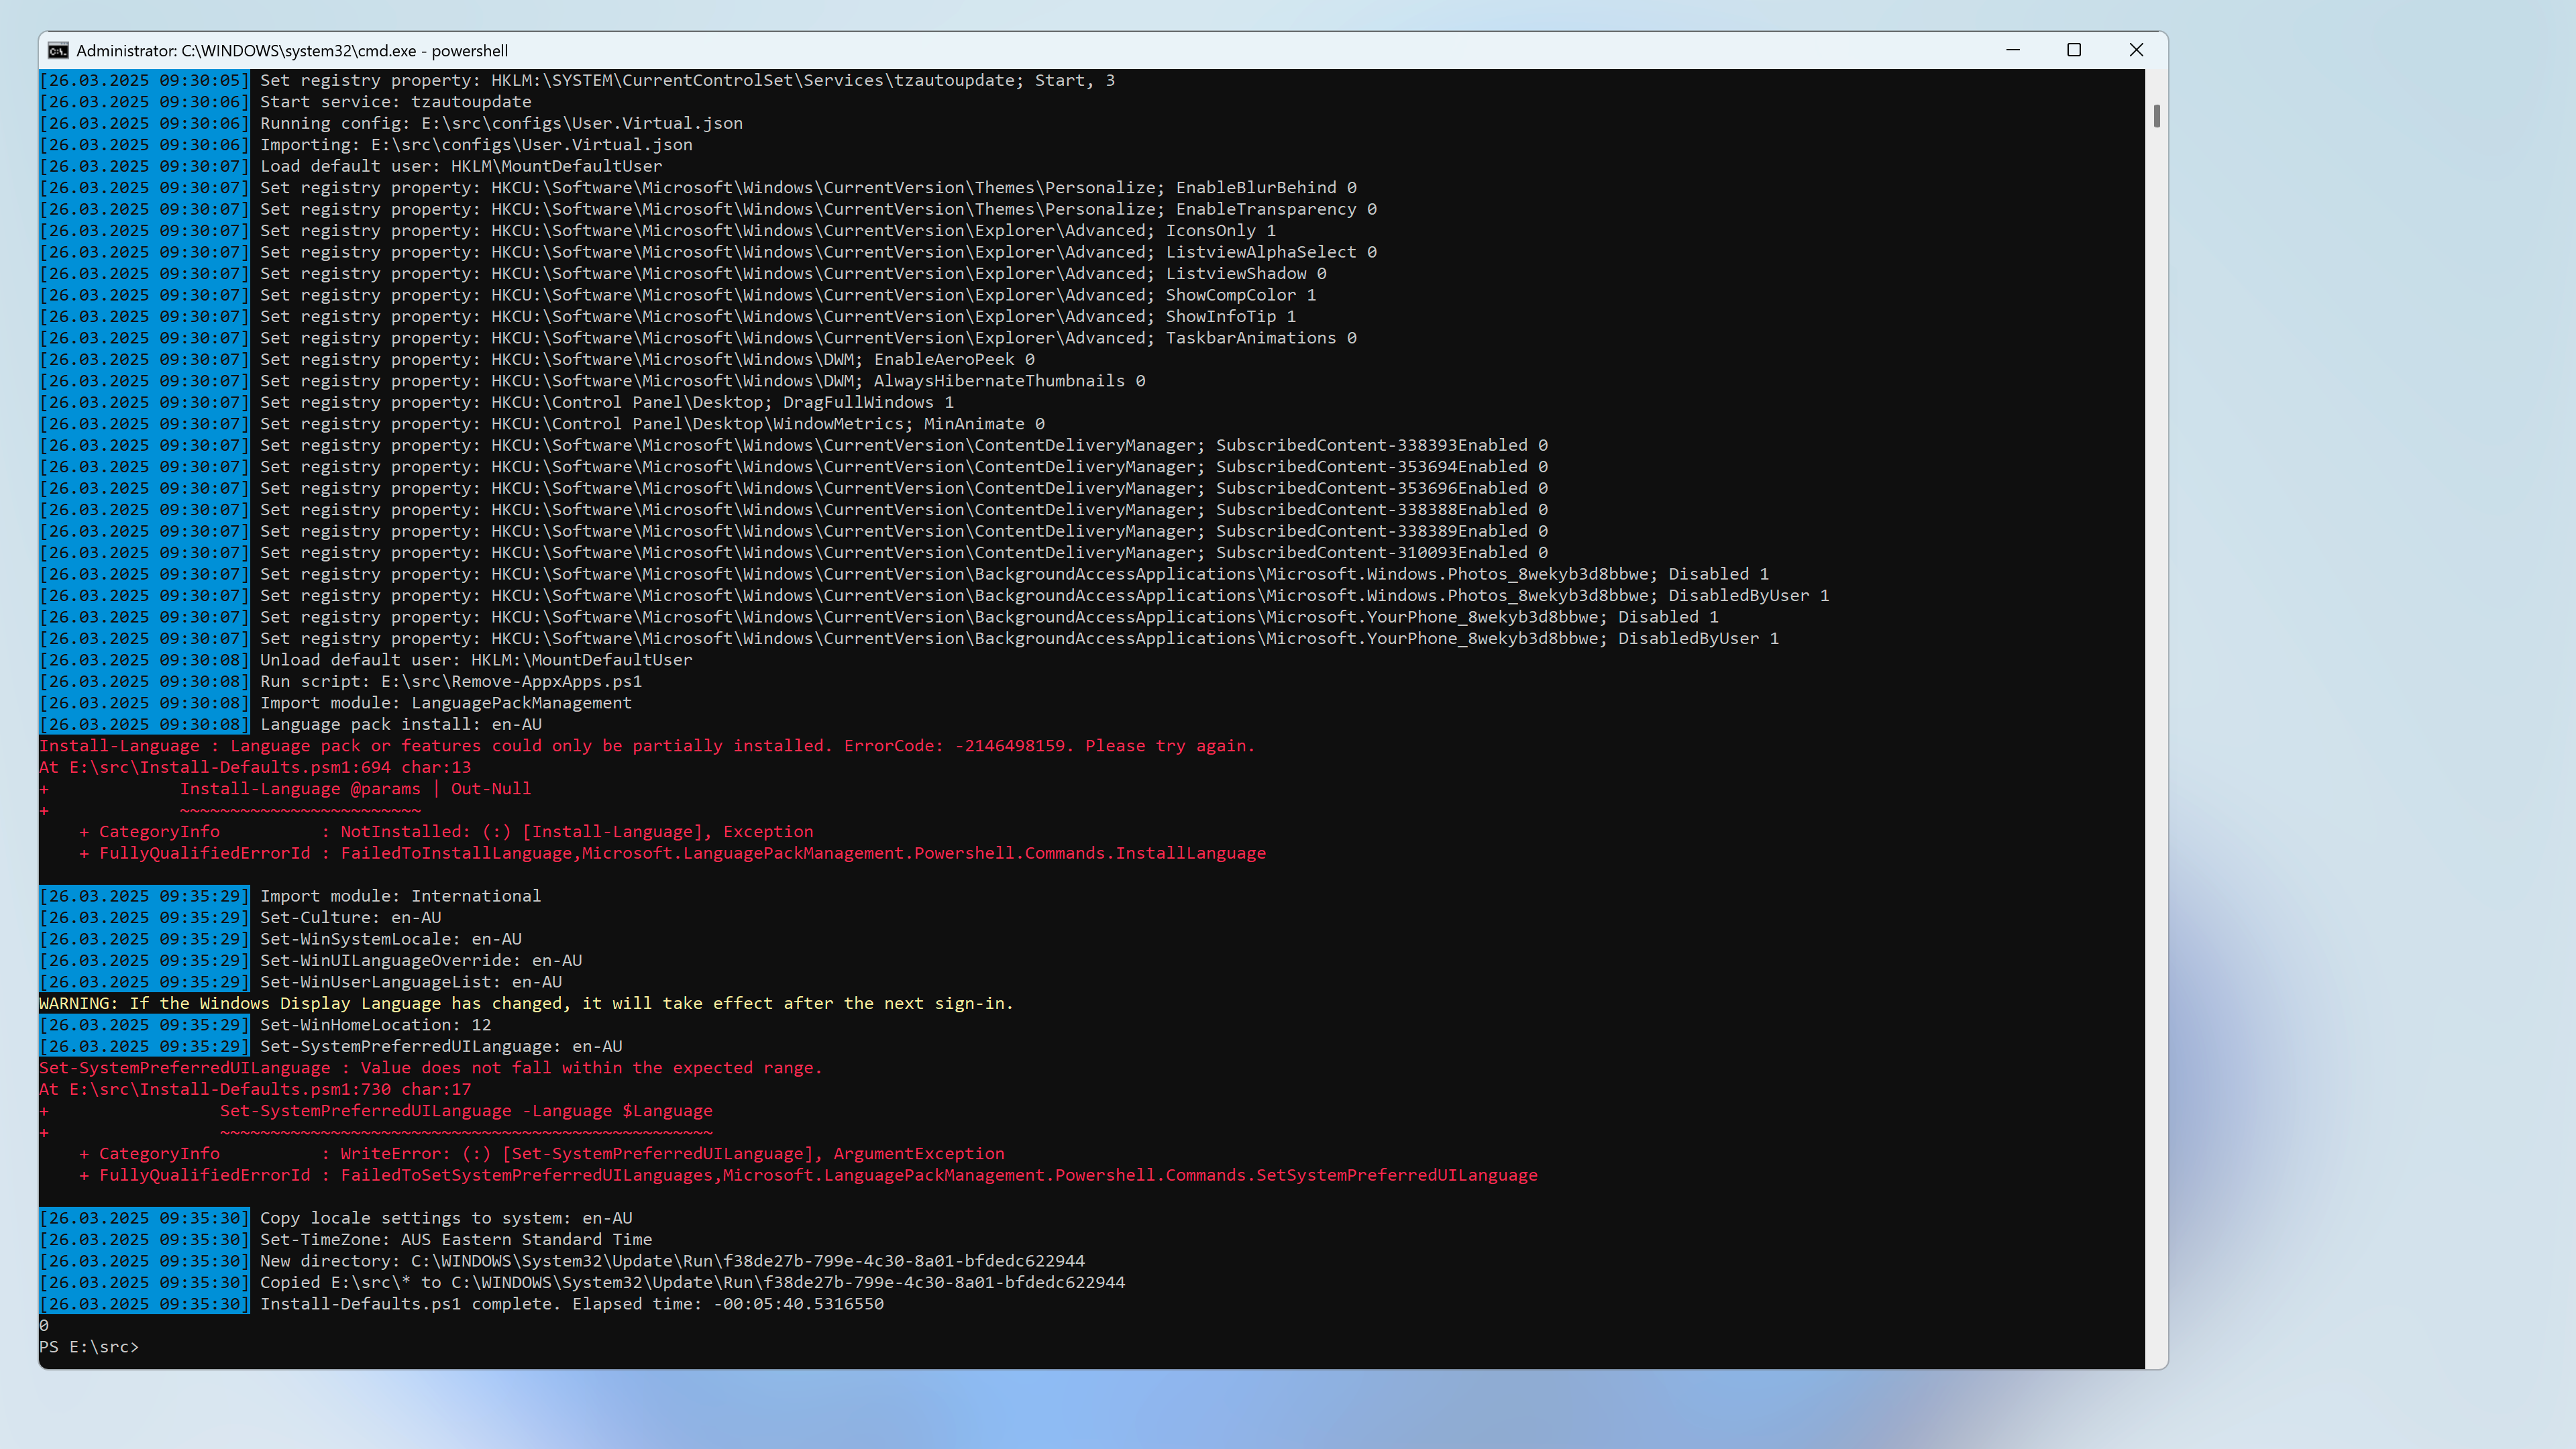 Administrator: C:\WINDOWS\system32\cmd.exe - powershell
[26.03.2025 09:30:05] Set registry property: HKLM:\SYSTEM\CurrentControlSet\Services\tzautoupdate; Start, 3
[26.03.2025 09:30:06] Start service: tzautoupdate
[26.03.2025 09:30:06] Running config: E:\src\configs\User.Virtual.json
[26.03.2025 09:30:06] Importing: E:\src\configs\User.Virtual.json
[26.03.2025 09:30:07] Load default user: HKLM\MountDefaultUser
[26.03.2025 09:30:07] Set registry property: HKCU:\Software\Microsoft\Windows\CurrentVersion\Themes\Personalize; EnableBlurBehind 0
[26.03.2025 09:30:07] Set registry property: HKCU:\Software\Microsoft\Windows\CurrentVersion\Themes\Personalize; EnableTransparency 0
[26.03.2025 09:30:07] Set registry property: HKCU:\Software\Microsoft\Windows\CurrentVersion\Explorer\Advanced; IconsOnly 1
[26.03.2025 09:30:07] Set registry property: HKCU:\Software\Microsoft\Windows\CurrentVersion\Explorer\Advanced; ListviewAlphaSelect 0
[26.03.2025 09:30:07] Set registry property: HKCU:\Software\Microsoft\Windows\CurrentVersion\Explorer\Advanced; ListviewShadow 0
[26.03.2025 09:30:07] Set registry property: HKCU:\Software\Microsoft\Windows\CurrentVersion\Explorer\Advanced; ShowCompColor 1
[26.03.2025 09:30:07] Set registry property: HKCU:\Software\Microsoft\Windows\CurrentVersion\Explorer\Advanced; ShowInfoTip 1
[26.03.2025 09:30:07] Set registry property: HKCU:\Software\Microsoft\Windows\CurrentVersion\Explorer\Advanced; TaskbarAnimations 0
[26.03.2025 09:30:07] Set registry property: HKCU:\Software\Microsoft\Windows\DWM; EnableAeroPeek 0
[26.03.2025 09:30:07] Set registry property: HKCU:\Software\Microsoft\Windows\DWM; AlwaysHibernateThumbnails 0
[26.03.2025 09:30:07] Set registry property: HKCU:\Control Panel\Desktop; DragFullWindows 1
[26.03.2025 09:30:07] Set registry property: HKCU:\Control Panel\Desktop\WindowMetrics; MinAnimate 0
[26.03.2025 09:30:07] Set registry property: HKCU:\Software\Microsoft\Windows\CurrentVersion\ContentDeliveryManager; SubscribedContent-338393Enabled 0
[26.03.2025 09:30:07] Set registry property: HKCU:\Software\Microsoft\Windows\CurrentVersion\ContentDeliveryManager; SubscribedContent-353694Enabled 0
[26.03.2025 09:30:07] Set registry property: HKCU:\Software\Microsoft\Windows\CurrentVersion\ContentDeliveryManager; SubscribedContent-353696Enabled 0
[26.03.2025 09:30:07] Set registry property: HKCU:\Software\Microsoft\Windows\CurrentVersion\ContentDeliveryManager; SubscribedContent-338388Enabled 0
[26.03.2025 09:30:07] Set registry property: HKCU:\Software\Microsoft\Windows\CurrentVersion\ContentDeliveryManager; SubscribedContent-338389Enabled 0
[26.03.2025 09:30:07] Set registry property: HKCU:\Software\Microsoft\Windows\CurrentVersion\ContentDeliveryManager; SubscribedContent-310093Enabled 0
[26.03.2025 09:30:07] Set registry property: HKCU:\Software\Microsoft\Windows\CurrentVersion\BackgroundAccessApplications\Microsoft.Windows.Photos_8wekyb3d8bbwe; Disabled 1
[26.03.2025 09:30:07] Set registry property: HKCU:\Software\Microsoft\Windows\CurrentVersion\BackgroundAccessApplications\Microsoft.Windows.Photos_8wekyb3d8bbwe; DisabledByUser 1
[26.03.2025 09:30:07] Set registry property: HKCU:\Software\Microsoft\Windows\CurrentVersion\BackgroundAccessApplications\Microsoft.YourPhone_8wekyb3d8bbwe; Disabled 1
[26.03.2025 09:30:07] Set registry property: HKCU:\Software\Microsoft\Windows\CurrentVersion\BackgroundAccessApplications\Microsoft.YourPhone_8wekyb3d8bbwe; DisabledByUser 1
[26.03.2025 09:30:08] Unload default user: HKLM:\MountDefaultUser
[26.03.2025 09:30:08] Run script: E:\src\Remove-AppxApps.ps1
[26.03.2025 09:30:08] Import module: LanguagePackManagement
[26.03.2025 09:30:08] Language pack install: en-AU
Install-Language : Language pack or features could only be partially installed. ErrorCode: -2146498159. Please try again.
At E:\src\Install-Defaults.psm1:694 char:13
+             Install-Language @params | Out-Null
+             ~~~~~~~~~~~~~~~~~~~~~~~~
    + CategoryInfo          : NotInstalled: (:) [Install-Language], Exception
    + FullyQualifiedErrorId : FailedToInstallLanguage,Microsoft.LanguagePackManagement.Powershell.Commands.InstallLanguage
[26.03.2025 09:35:29] Import module: International
[26.03.2025 09:35:29] Set-Culture: en-AU
[26.03.2025 09:35:29] Set-WinSystemLocale: en-AU
[26.03.2025 09:35:29] Set-WinUILanguageOverride: en-AU
[26.03.2025 09:35:29] Set-WinUserLanguageList: en-AU
WARNING: If the Windows Display Language has changed, it will take effect after the next sign-in.
[26.03.2025 09:35:29] Set-WinHomeLocation: 12
[26.03.2025 09:35:29] Set-SystemPreferredUILanguage: en-AU
Set-SystemPreferredUILanguage : Value does not fall within the expected range.
At E:\src\Install-Defaults.psm1:730 char:17
+                 Set-SystemPreferredUILanguage -Language $Language
+                 ~~~~~~~~~~~~~~~~~~~~~~~~~~~~~~~~~~~~~~~~~~~~~~~~~
    + CategoryInfo          : WriteError: (:) [Set-SystemPreferredUILanguage], ArgumentException
    + FullyQualifiedErrorId : FailedToSetSystemPreferredUILanguages,Microsoft.LanguagePackManagement.Powershell.Commands.SetSystemPreferredUILanguage
[26.03.2025 09:35:30] Copy locale settings to system: en-AU
[26.03.2025 09:35:30] Set-TimeZone: AUS Eastern Standard Time
[26.03.2025 09:35:30] New directory: C:\WINDOWS\System32\Update\Run\f38de27b-799e-4c30-8a01-bfdedc622944
[26.03.2025 09:35:30] Copied E:\src\* to C:\WINDOWS\System32\Update\Run\f38de27b-799e-4c30-8a01-bfdedc622944
[26.03.2025 09:35:30] Install-Defaults.ps1 complete. Elapsed time: -00:05:40.5316550
0
PS E:\src>